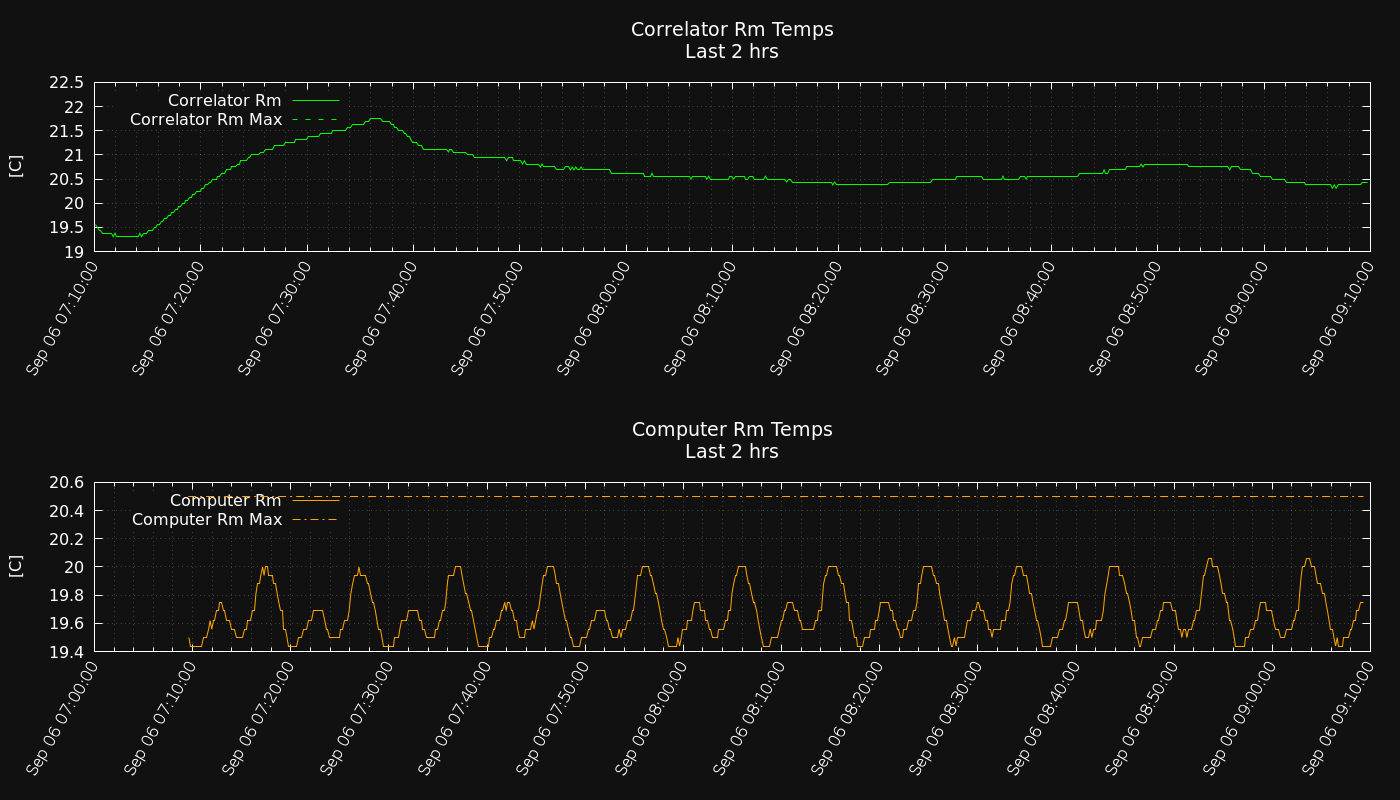 Correlator Rm Temps
Last 2 hrs
22.5
22
21.5
21
20.5
20
19.5
19
[C]
Correlator Rm
Correlator Rm Max
Sep 06 07:10:00
Sep 06 07:20:00
Sep 06 07:30:00
Sep 06 07:40:00
Sep 06 07:50:00
Sep 06 08:00:00
Sep 06 08:10:00
Sep 06 08:20:00
Sep 06 08:30:00
Sep 06 08:40:00
Sep 06 08:50:00
Sep 06 09:00:00
Sep 06 09:10:00
Computer Rm Temps
Last 2 hrs
20.6
20.4
20.2
20
19.8
19.6
19.4
[C]
Computer Rm
Computer Rm Max
Sep 06 07:00:00
Sep 06 07:10:00
Sep 06 07:20:00
Sep 06 07:30:00
Sep 06 07:40:00
Sep 06 07:50:00
Sep 06 08:00:00
Sep 06 08:10:00
Sep 06 08:20:00
Sep 06 08:30:00
Sep 06 08:40:00
Sep 06 08:50:00
Sep 06 09:00:00
Sep 06 09:10:00